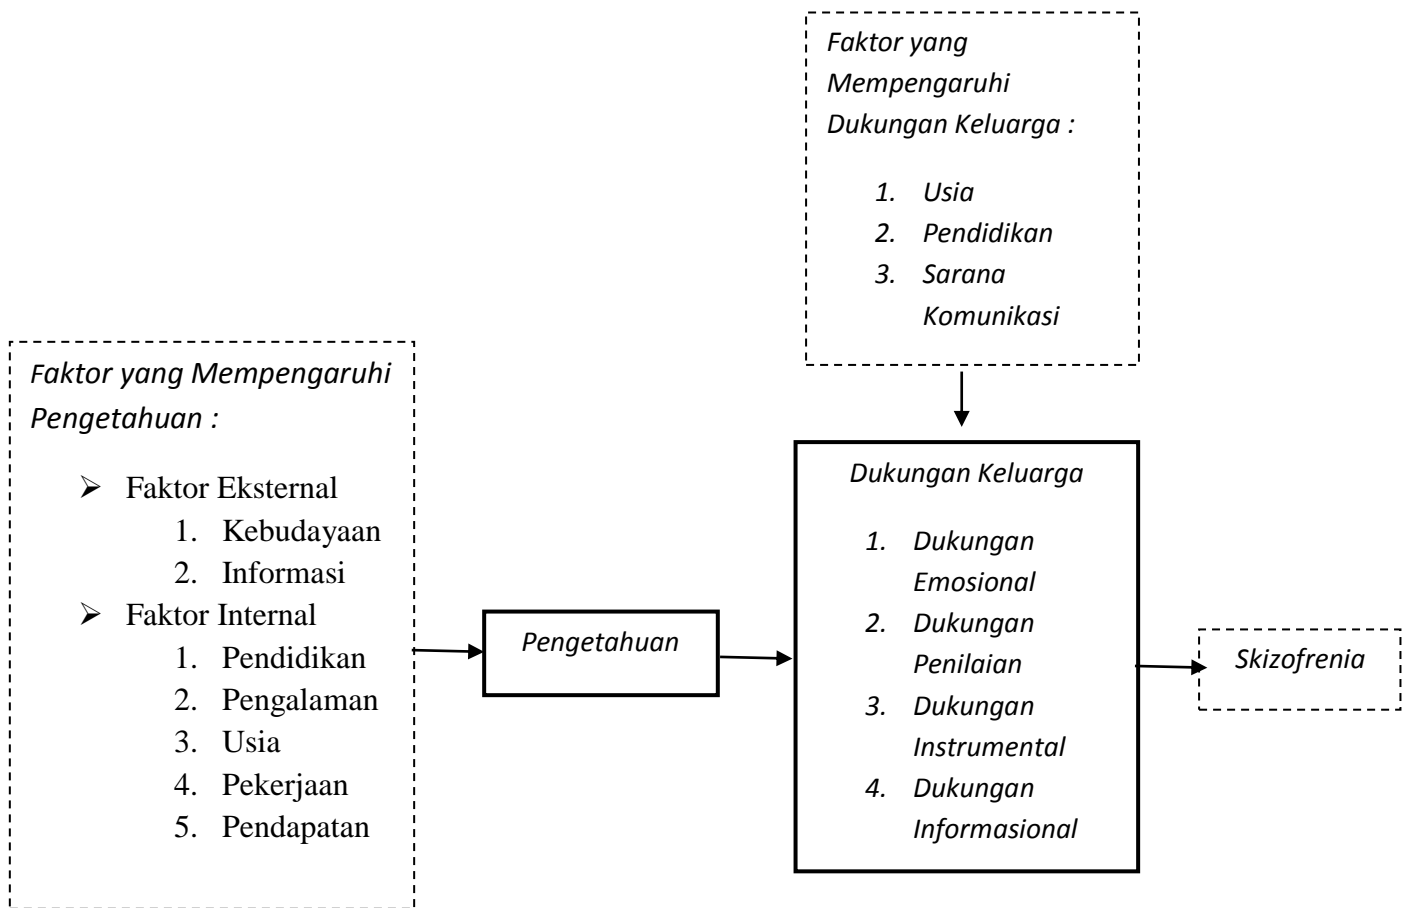 Faktor yang
Mempengaruhi
Dukungan Keluarga :
1. Usia
2. Pendidikan
3. Sarana
Komunikasi
Faktor yang Mempengaruhi
Pengetahuan :
➢ Faktor Eksternal
1. Kebudayaan
2. Informasi
➢ Faktor Internal
1. Pendidikan
2. Pengalaman
3. Usia
4. Pekerjaan
5. Pendapatan
Pengetahuan
Dukungan Keluarga
1. Dukungan
Emosional
2. Dukungan
Penilaian
3. Dukungan
Instrumental
4. Dukungan
Informasional
Skizofrenia